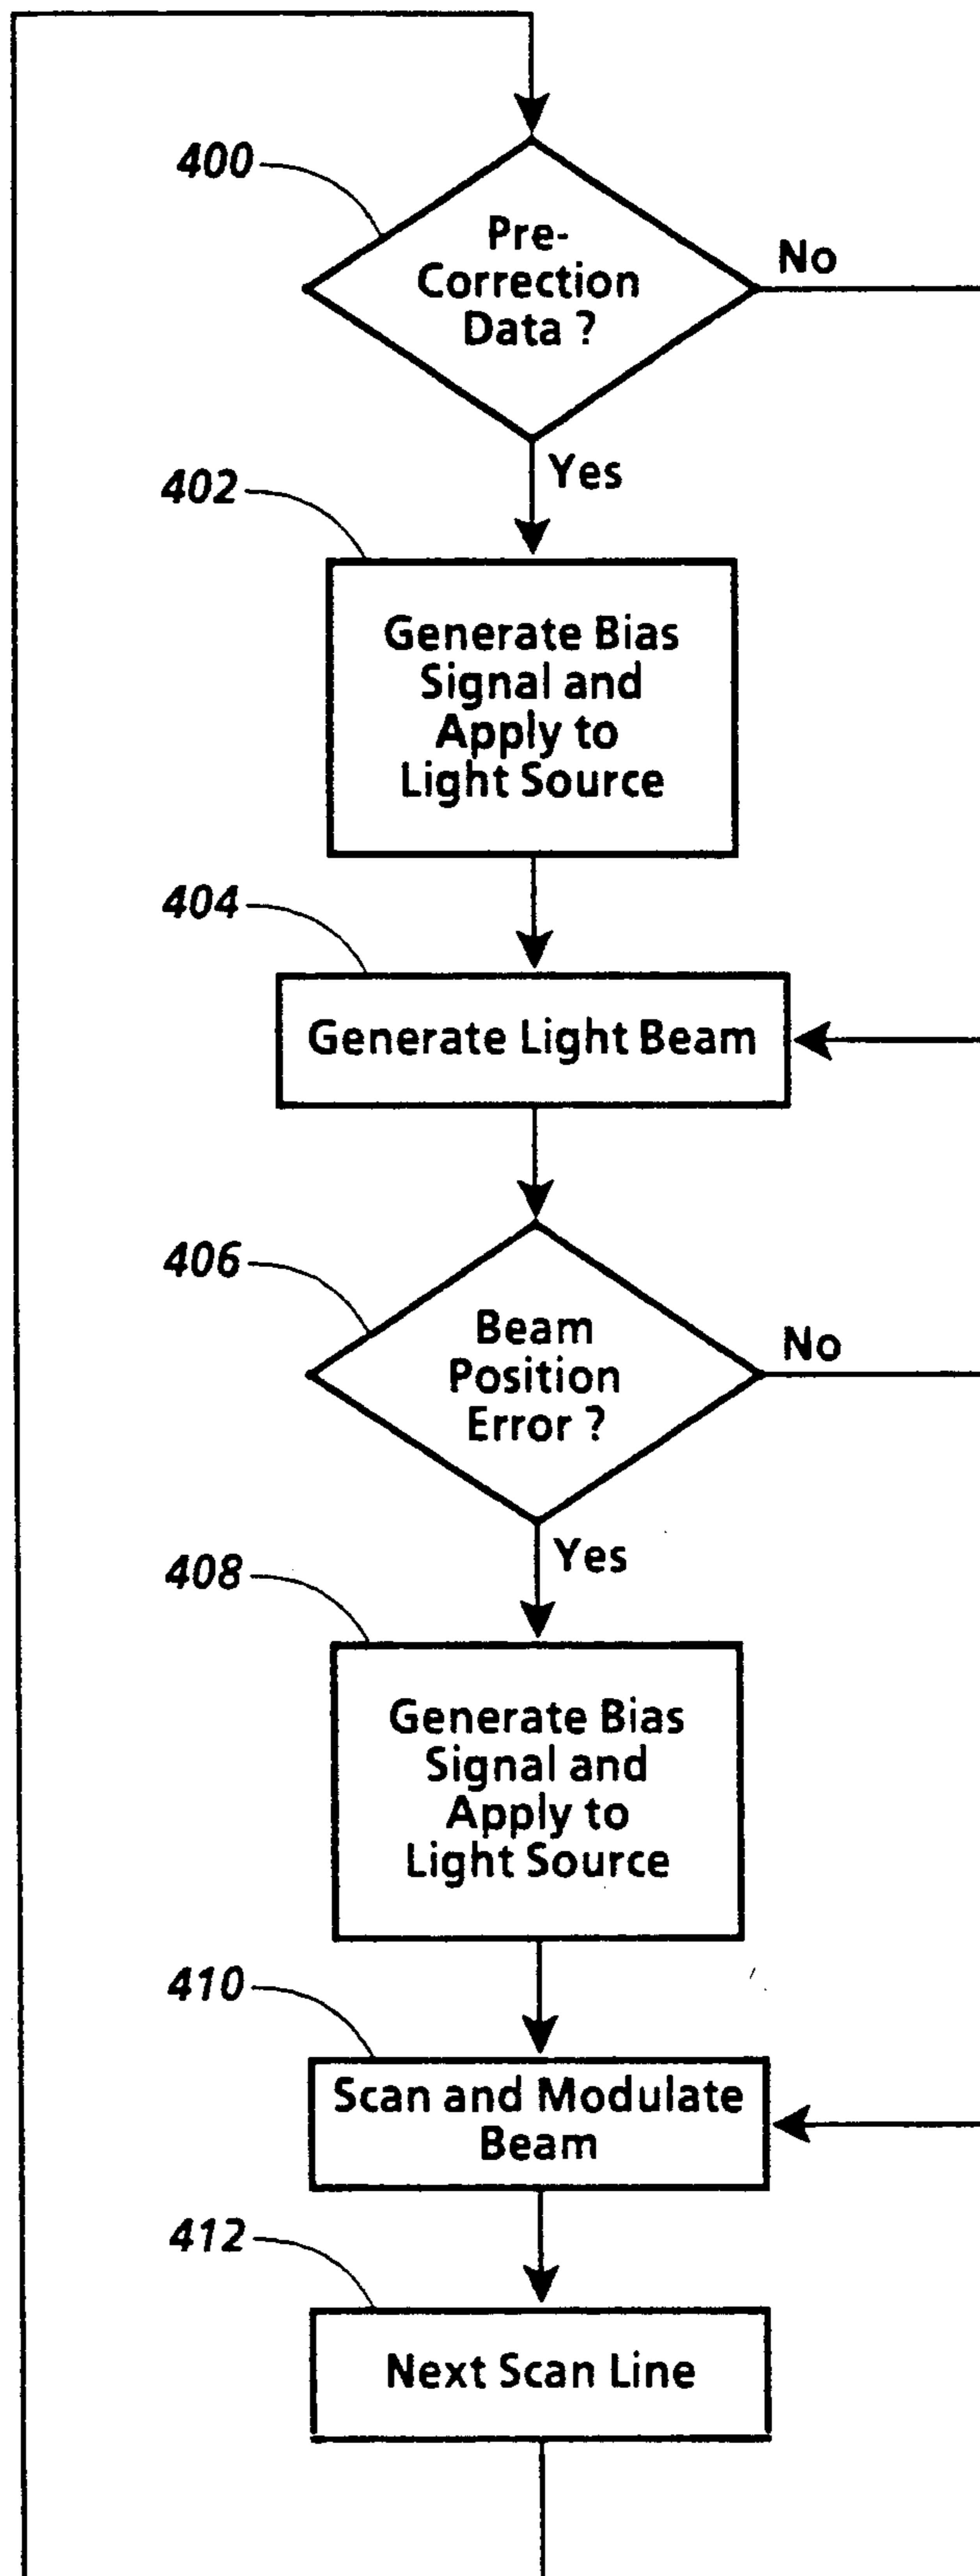 400
Pre-
Correction
Data ?
No
Yes
402
Generate Bias
Signal and
Apply to
Light Source
404
Generate Light Beam
406
Beam
Position
Error ?
No
Yes
408
Generate Bias
Signal and
Apply to
Light Source
410
Scan and Modulate
Beam
412
Next Scan Line